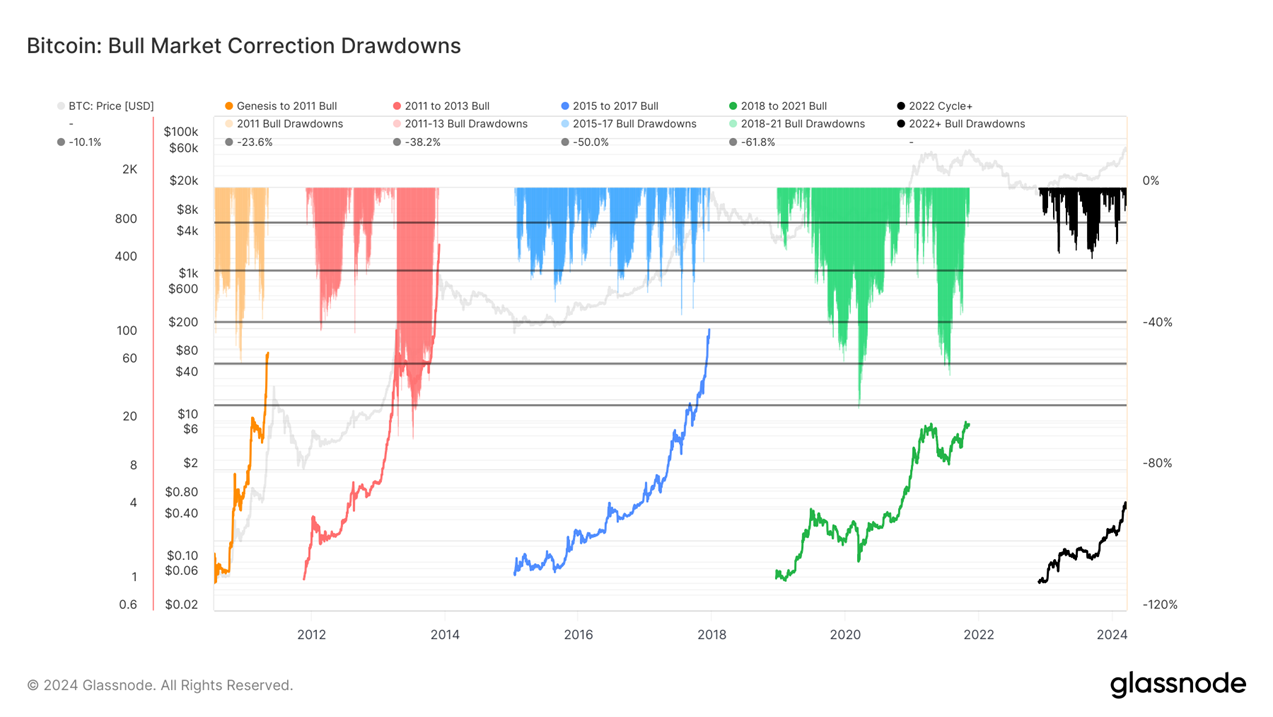 Bitcoin: Bull Market Correction Drawdowns
BTC: Price [USD] Genesis to 2011 Bull 2011 to 2013 Bull 2015 to 2017 Bull 2018 to 2021 Bull 2022 Cycle+
- 2011 Bull Drawdowns 2011-13 Bull Drawdowns 2015-17 Bull Drawdowns 2018-21 Bull Drawdowns 2022+ Bull Drawdowns
-10.1% -23.6% -38.2% -50.0% -61.8% -
2K
800
400
100
60
20
8
4
1
0.6
$100k
$60k
$20k
$8k
$4k
$1k
$600
$200
$80
$40
$10
$6
$2
$0.80
$0.40
$0.10
$0.06
$0.02
0%
-40%
-80%
-120%
2012 2014 2016 2018 2020 2022 2024
© 2024 Glassnode. All Rights Reserved.
glassnode